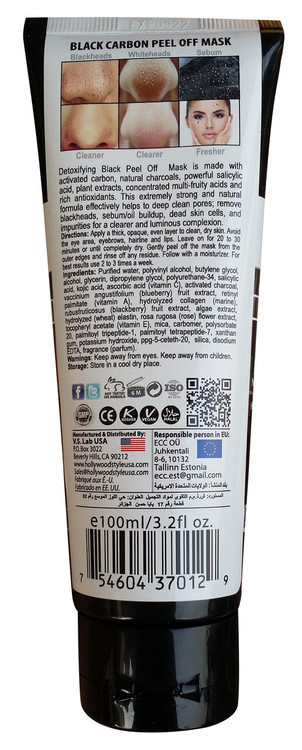 BLACK CARBON PEEL OFF MASK
Blackheads Whiteheads Sebum
Cleaner Clearer Fresher
Detoxifying Black Peel Off Mask is made with
activated carbon, natural charcoals, powerful salicylic
acid, plant extracts, concentrated multi-fruity acids and
rich antioxidants. This extremely strong and natural
formula effectively helps to deep clean pores; remove
blackheads, sebum/oil buildup, dead skin cells, and
impurities for a clearer and luminous complexion.
Directions: Apply a thick, opaque, even layer to clean, dry skin. Avoid
the eye area, eyebrows, hairline and lips. Leave on for 20 to 30
minutes or until completely dry. Gently peel off the mask from the
outer edges and rinse off any residue. Follow with a moisturizer. For
best results use 2 to 3 times a week.
Ingredients: Purified water, polyvinyl alcohol, butylene glycol,
alcohol, glycerin, dipropylene glycol, polyurethane-34, salicylic
acid, kojic acid, ascorbic acid (vitamin C), activated charcoal,
vaccinium angustifolium (blueberry) fruit extract, retinyl
palmitate (vitamin A), hydrolyzed collagen (marine),
rubusfruticosus (blackberry) fruit extract, algae extract,
hydrolyzed (wheat) elastin, rosa rugosa (rose) flower extract,
tocopheryl acetate (vitamin E), mica, carbomer, polysorbate
20, palmitoyl tripeptide-1, palmitoyl tetrapeptide-7, xanthan
gum, potassium hydroxide, ppg-5-ceteth-20, silica, disodium
EDTA, fragrance (parfum).
Warnings: Keep away from eyes. Keep away from children.
Storage: Store in a cool dry place.
6 M ISO
GMP C€ K VEGAN HALAL
Manufactured & Distributed By:
V.S. Lab USA
P.O. Box 3022
Beverly Hills, CA 90212
www.hollywoodstyleusa.com
Fabriqué aux É.-U.
Fabricado en EE. UU.
Responsible person in EU:
ECC OÜ
Juhkentali
8-6, 10132
Tallinn Estonia
ecc.est@gmail.com
بلد المنشأ: الولايات المتحدة الامريكية
e100ml/3.2fl oz.
7 54604 37012 9